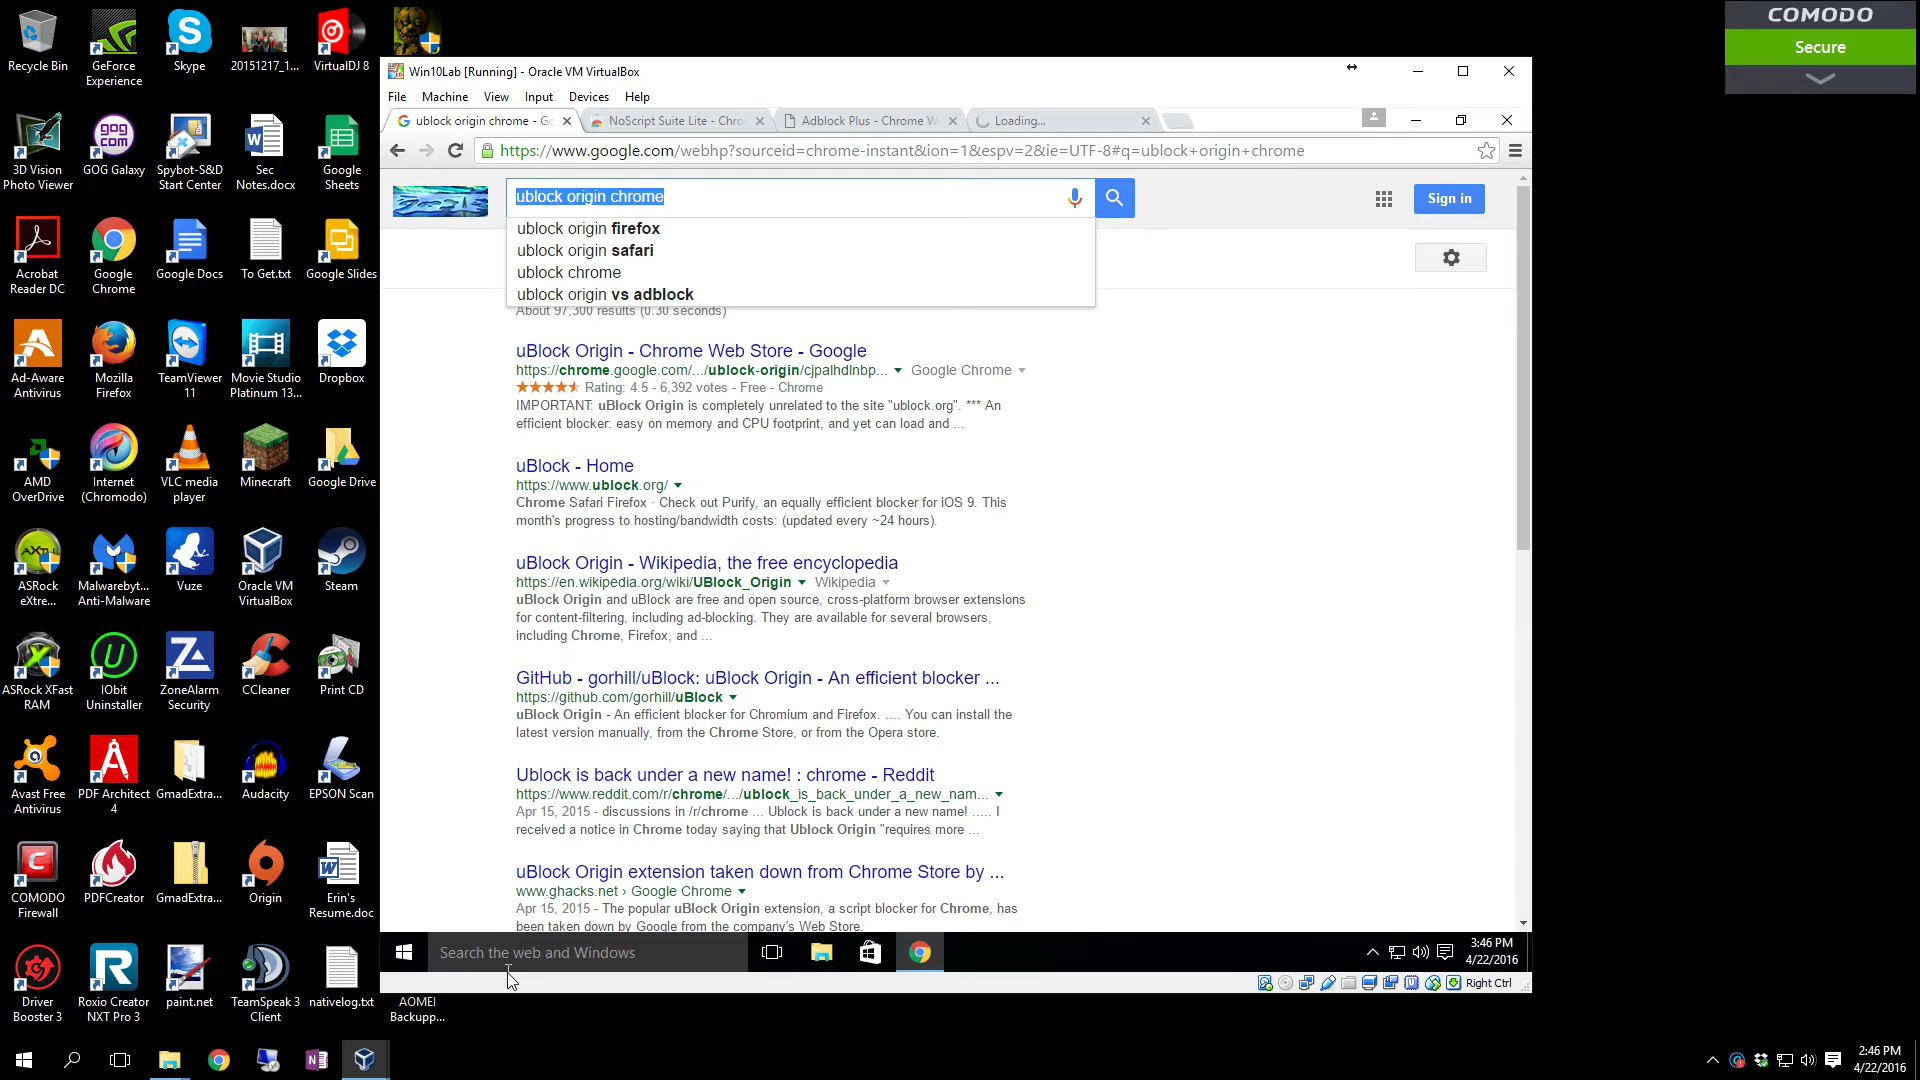 Recycle Bin
GeForce
Experience
Skype
20151217_1...
VirtualDJ 8
3D Vision
Photo Viewer
gog
com
GOG Galaxy
Spybot-S&D
Start Center
Sec
Notes.docx
Google
Sheets
Acrobat
Reader DC
Google
Chrome
Google Docs
To Get.txt
Google Slides
Ad-Aware
Antivirus
Mozilla
Firefox
TeamViewer
11
Movie Studio
Platinum 13...
Dropbox
AMD
OverDrive
Internet
(Chromodo)
VLC media
player
Minecraft
Google Drive
ASRock
eXtre...
Malwarebyt...
Anti-Malware
Vuze
Oracle VM
VirtualBox
Steam
ASRock XFast
RAM
IObit
Uninstaller
ZoneAlarm
Security
CCleaner
Print CD
Avast Free
Antivirus
PDF Architect
4
GmadExtra...
Audacity
EPSON Scan
COMODO
Firewall
PDFCreator
GmadExtra...
Origin
Erin's
Resume.doc
Driver
Booster 3
Roxio Creator
NXT Pro 3
paint.net
TeamSpeak 3
Client
nativelog.txt
AOMEI
Backupp...
COMODO
Secure
Win10Lab [Running] - Oracle VM VirtualBox
File Machine View Input Devices Help
ublock origin chrome - Go
NoScript Suite Lite - Chro
Adblock Plus - Chrome W
Loading...
https://www.google.com/webhp?sourceid=chrome-instant&ion=1&espv=2&ie=UTF-8#q=ublock+origin+chrome
ublock origin chrome
Sign in
ublock origin firefox
ublock origin safari
ublock chrome
ublock origin vs adblock
About 97,300 results (0.30 seconds)
uBlock Origin - Chrome Web Store - Google
https://chrome.google.com/.../ublock-origin/cjpalhdlnbp... Google Chrome
Rating: 4.5 - 6,392 votes - Free - Chrome
IMPORTANT: uBlock Origin is completely unrelated to the site "ublock.org". *** An
efficient blocker: easy on memory and CPU footprint, and yet can load and ...
uBlock - Home
https://www.ublock.org/
Chrome Safari Firefox · Check out Purify, an equally efficient blocker for iOS 9. This
month's progress to hosting/bandwidth costs: (updated every ~24 hours).
uBlock Origin - Wikipedia, the free encyclopedia
https://en.wikipedia.org/wiki/UBlock_Origin Wikipedia
uBlock Origin and uBlock are free and open source, cross-platform browser extensions
for content-filtering, including ad-blocking. They are available for several browsers,
including Chrome, Firefox, and ...
GitHub - gorhill/uBlock: uBlock Origin - An efficient blocker ...
https://github.com/gorhill/uBlock
uBlock Origin - An efficient blocker for Chromium and Firefox. .... You can install the
latest version manually, from the Chrome Store, or from the Opera store.
Ublock is back under a new name! : chrome - Reddit
https://www.reddit.com/r/chrome/.../ublock_is_back_under_a_new_nam...
Apr 15, 2015 - discussions in /r/chrome ... Ublock is back under a new name! ..... I
received a notice in Chrome today saying that Ublock Origin "requires more ...
uBlock Origin extension taken down from Chrome Store by ...
www.ghacks.net › Google Chrome
Apr 15, 2015 - The popular uBlock Origin extension, a script blocker for Chrome, has
been taken down by Google from the company's Web Store.
Search the web and Windows
3:46 PM
4/22/2016
Right Ctrl
2:46 PM
4/22/2016